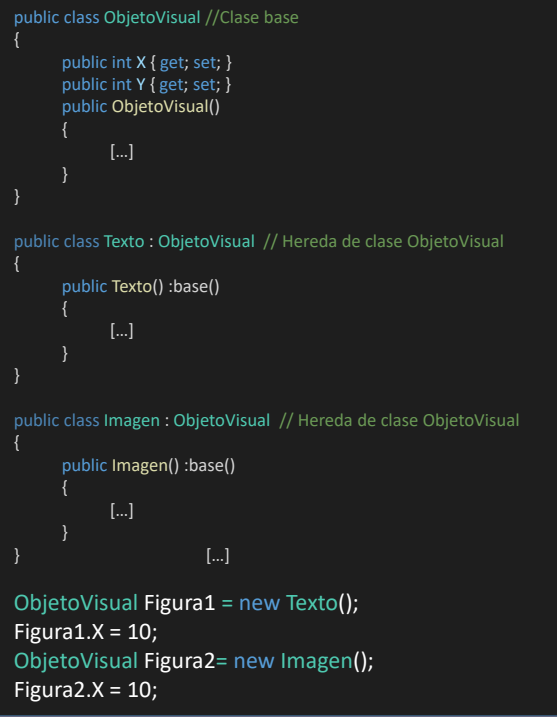 public class ObjetoVisual //Clase base
{
public int X { get; set; }
public int Y { get; set; }
public ObjetoVisual()
{
[...]
}
}
public class Texto : ObjetoVisual // Hereda de clase ObjetoVisual
{
public Texto() :base()
{
[...]
}
}
public class Imagen : ObjetoVisual // Hereda de clase ObjetoVisual
{
public Imagen() :base()
{
[...]
}
} [...]
ObjetoVisual Figura1 = new Texto();
Figura1.X = 10;
ObjetoVisual Figura2= new Imagen();
Figura2.X = 10;